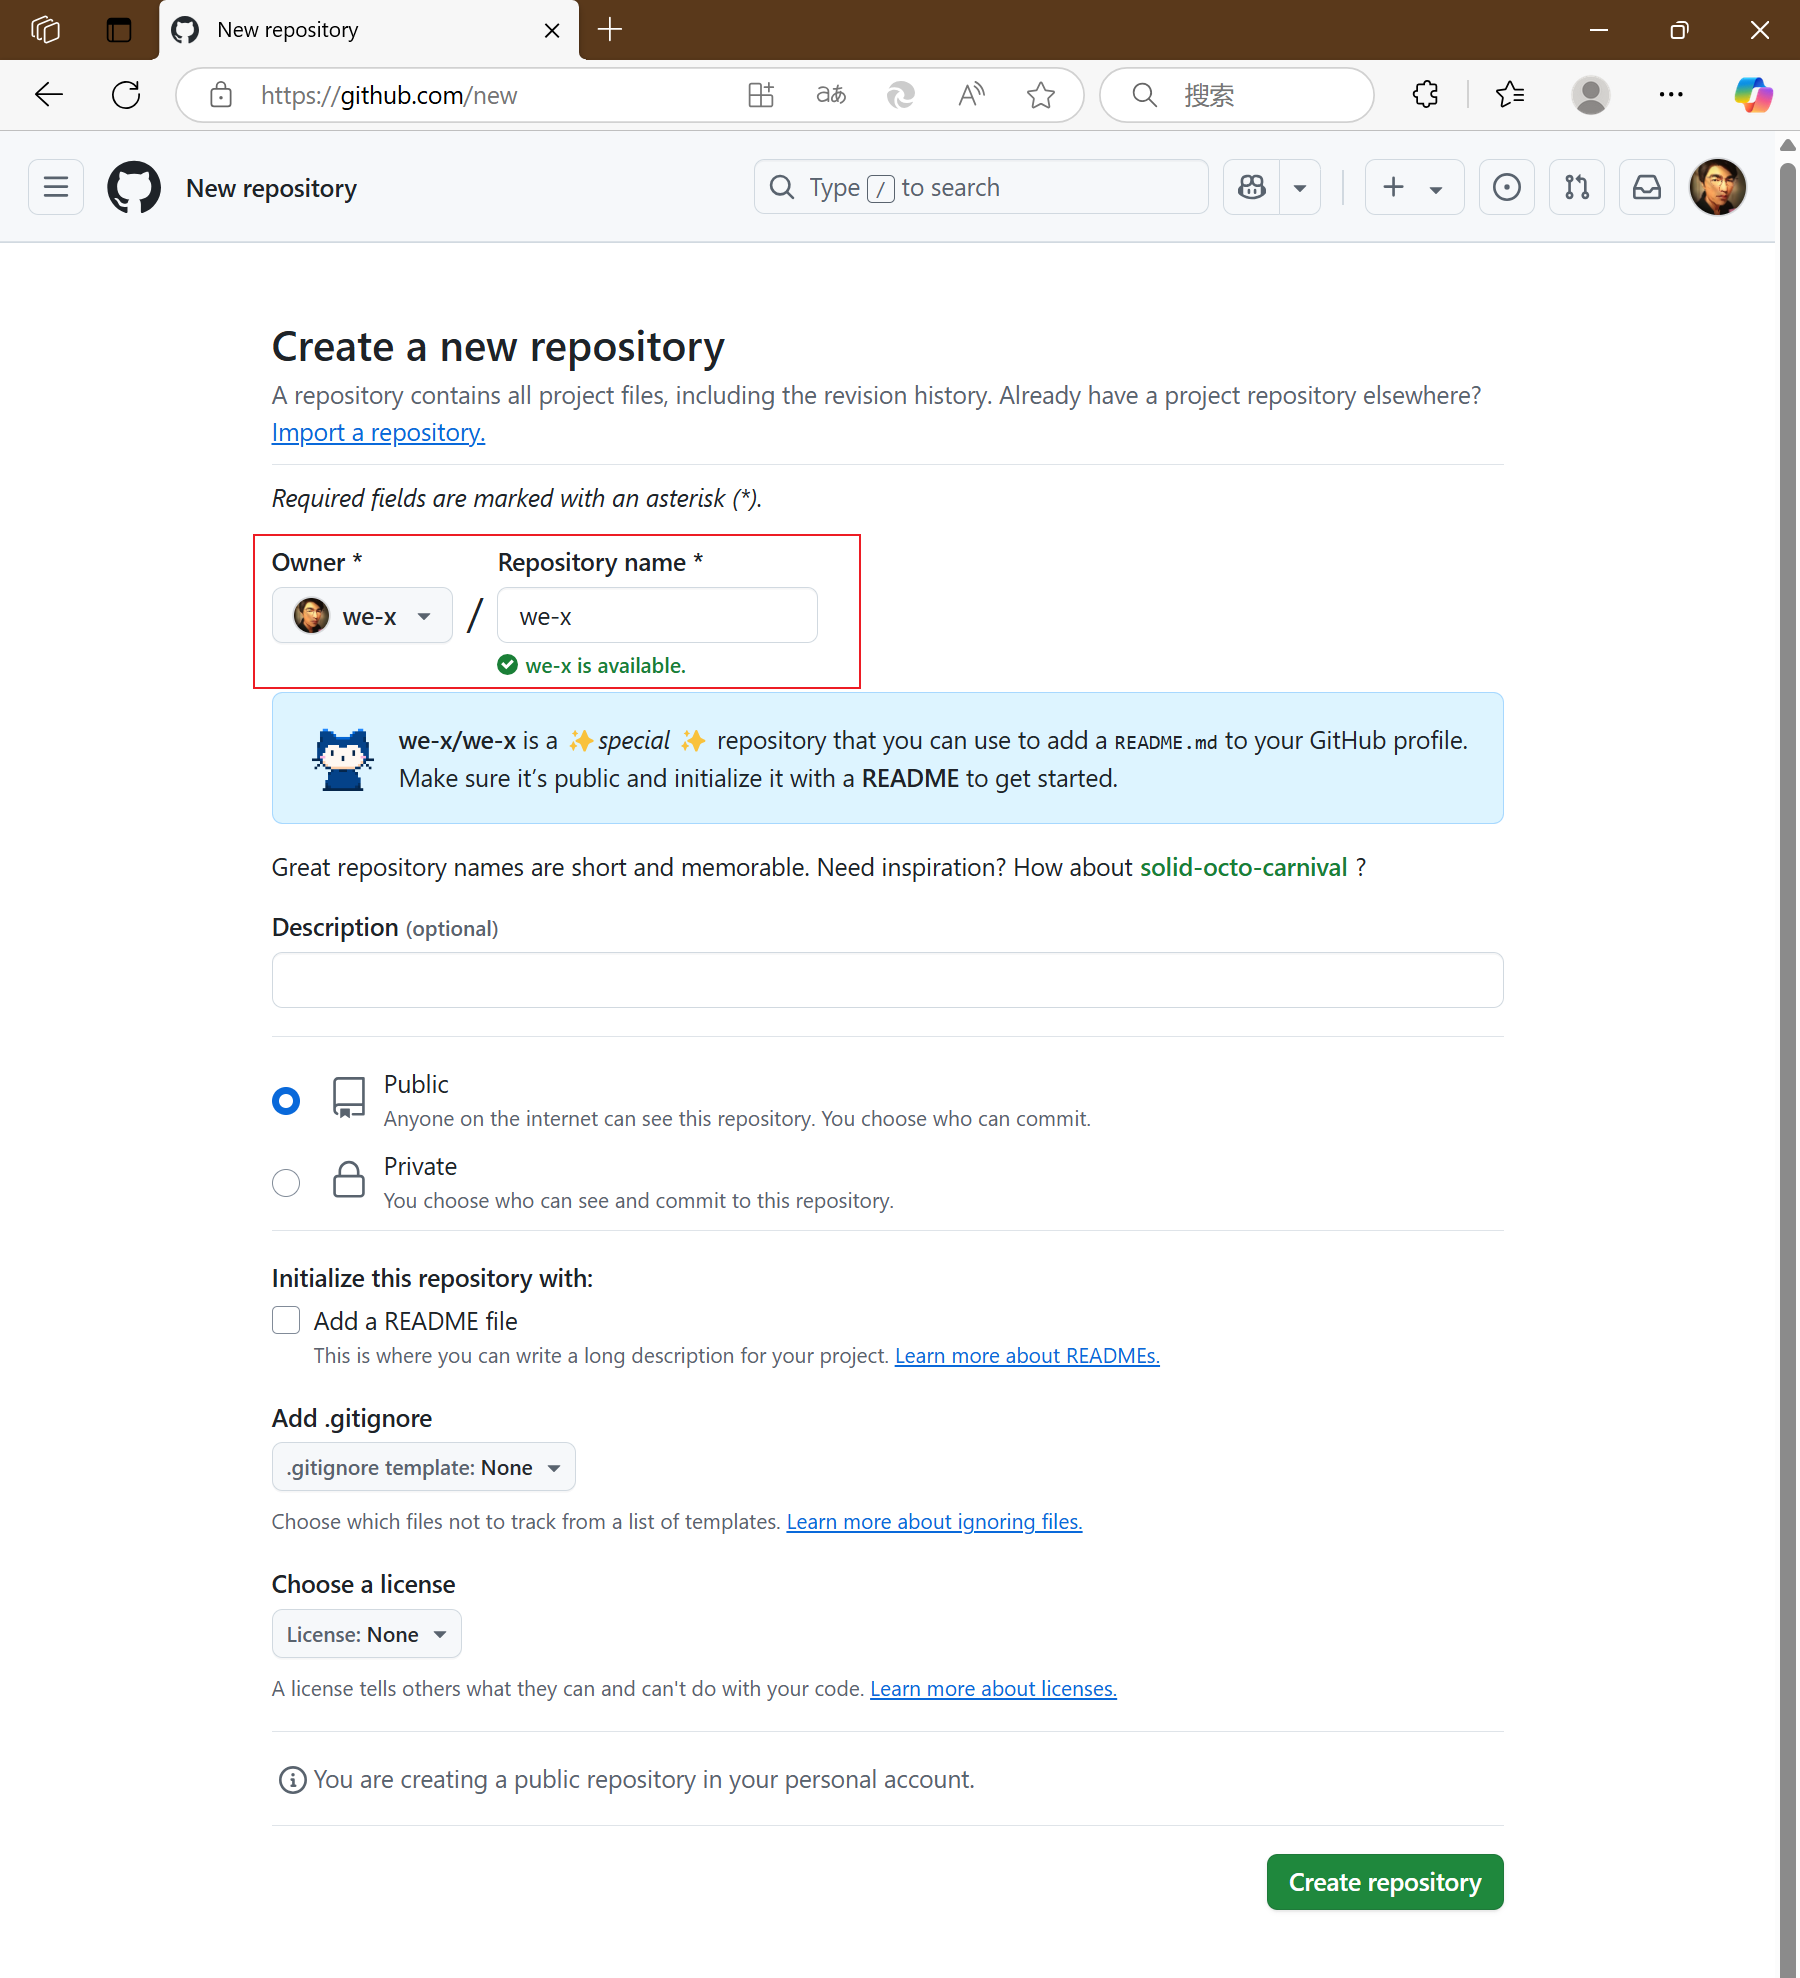 New repository
https://github.com/new
aあ
A
搜索
New repository
Type / to search
Create a new repository
A repository contains all project files, including the revision history. Already have a project repository elsewhere?
Import a repository.
Required fields are marked with an asterisk (*).
Owner * Repository name *
we-x / we-x
we-x is available.
we-x/we-x is a ✨ special ✨ repository that you can use to add a README.md to your GitHub profile.
Make sure it’s public and initialize it with a README to get started.
Great repository names are short and memorable. Need inspiration? How about solid-octo-carnival ?
Description (optional)
Public
Anyone on the internet can see this repository. You choose who can commit.
Private
You choose who can see and commit to this repository.
Initialize this repository with:
Add a README file
This is where you can write a long description for your project. Learn more about READMEs.
Add .gitignore
.gitignore template: None
Choose which files not to track from a list of templates. Learn more about ignoring files.
Choose a license
License: None
A license tells others what they can and can't do with your code. Learn more about licenses.
You are creating a public repository in your personal account.
Create repository